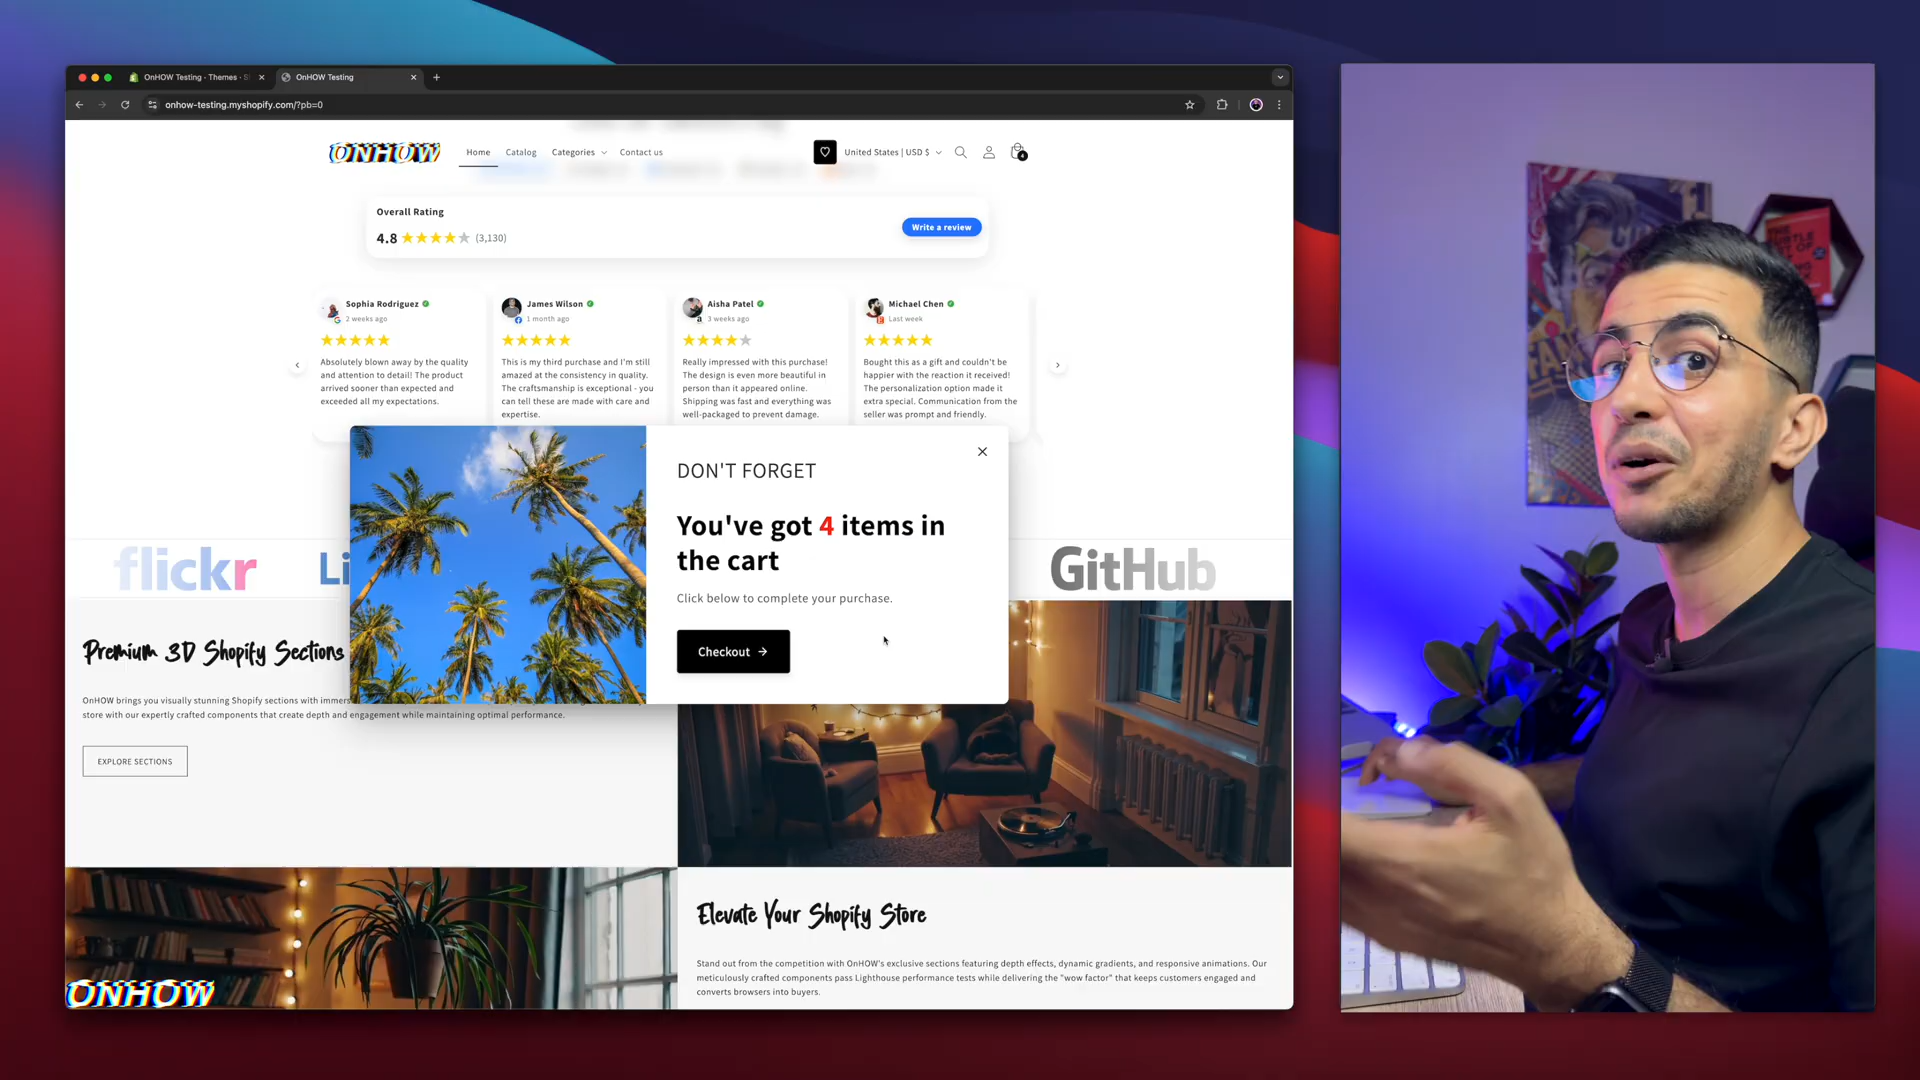 OnHOW Testing - Themes - S
OnHOW Testing
onhow-testing.myshopify.com/?pb=0
ONHOW
Home
Catalog
Categories
Contact us
United States | USD $
4
Overall Rating
4.8
(3,130)
Write a review
Sophia Rodriguez
2 weeks ago
Absolutely blown away by the quality
and attention to detail! The product
arrived sooner than expected and
exceeded all my expectations.
James Wilson
1 month ago
This is my third purchase and I'm still
amazed at the consistency in quality.
The craftsmanship is exceptional - you
can tell these are made with care and
expertise.
Aisha Patel
3 weeks ago
Really impressed with this purchase!
The design is even more beautiful in
person than it appeared online.
Shipping was fast and everything was
well-packaged to prevent damage.
Michael Chen
Last week
Bought this as a gift and couldn't be
happier with the reaction it received!
The personalization option made it
extra special. Communication from the
seller was prompt and friendly.
DON'T FORGET
You've got 4 items in
the cart
Click below to complete your purchase.
Checkout
flickr
Li
GitHub
Premium 3D Shopify Sections
OnHOW brings you visually stunning Shopify sections with immers
store with our expertly crafted components that create depth and engagement while maintaining optimal performance.
EXPLORE SECTIONS
Elevate Your Shopify Store
Stand out from the competition with OnHOW's exclusive sections featuring depth effects, dynamic gradients, and responsive animations. Our
meticulously crafted components pass Lighthouse performance tests while delivering the "wow factor" that keeps customers engaged and
converts browsers into buyers.
ONHOW